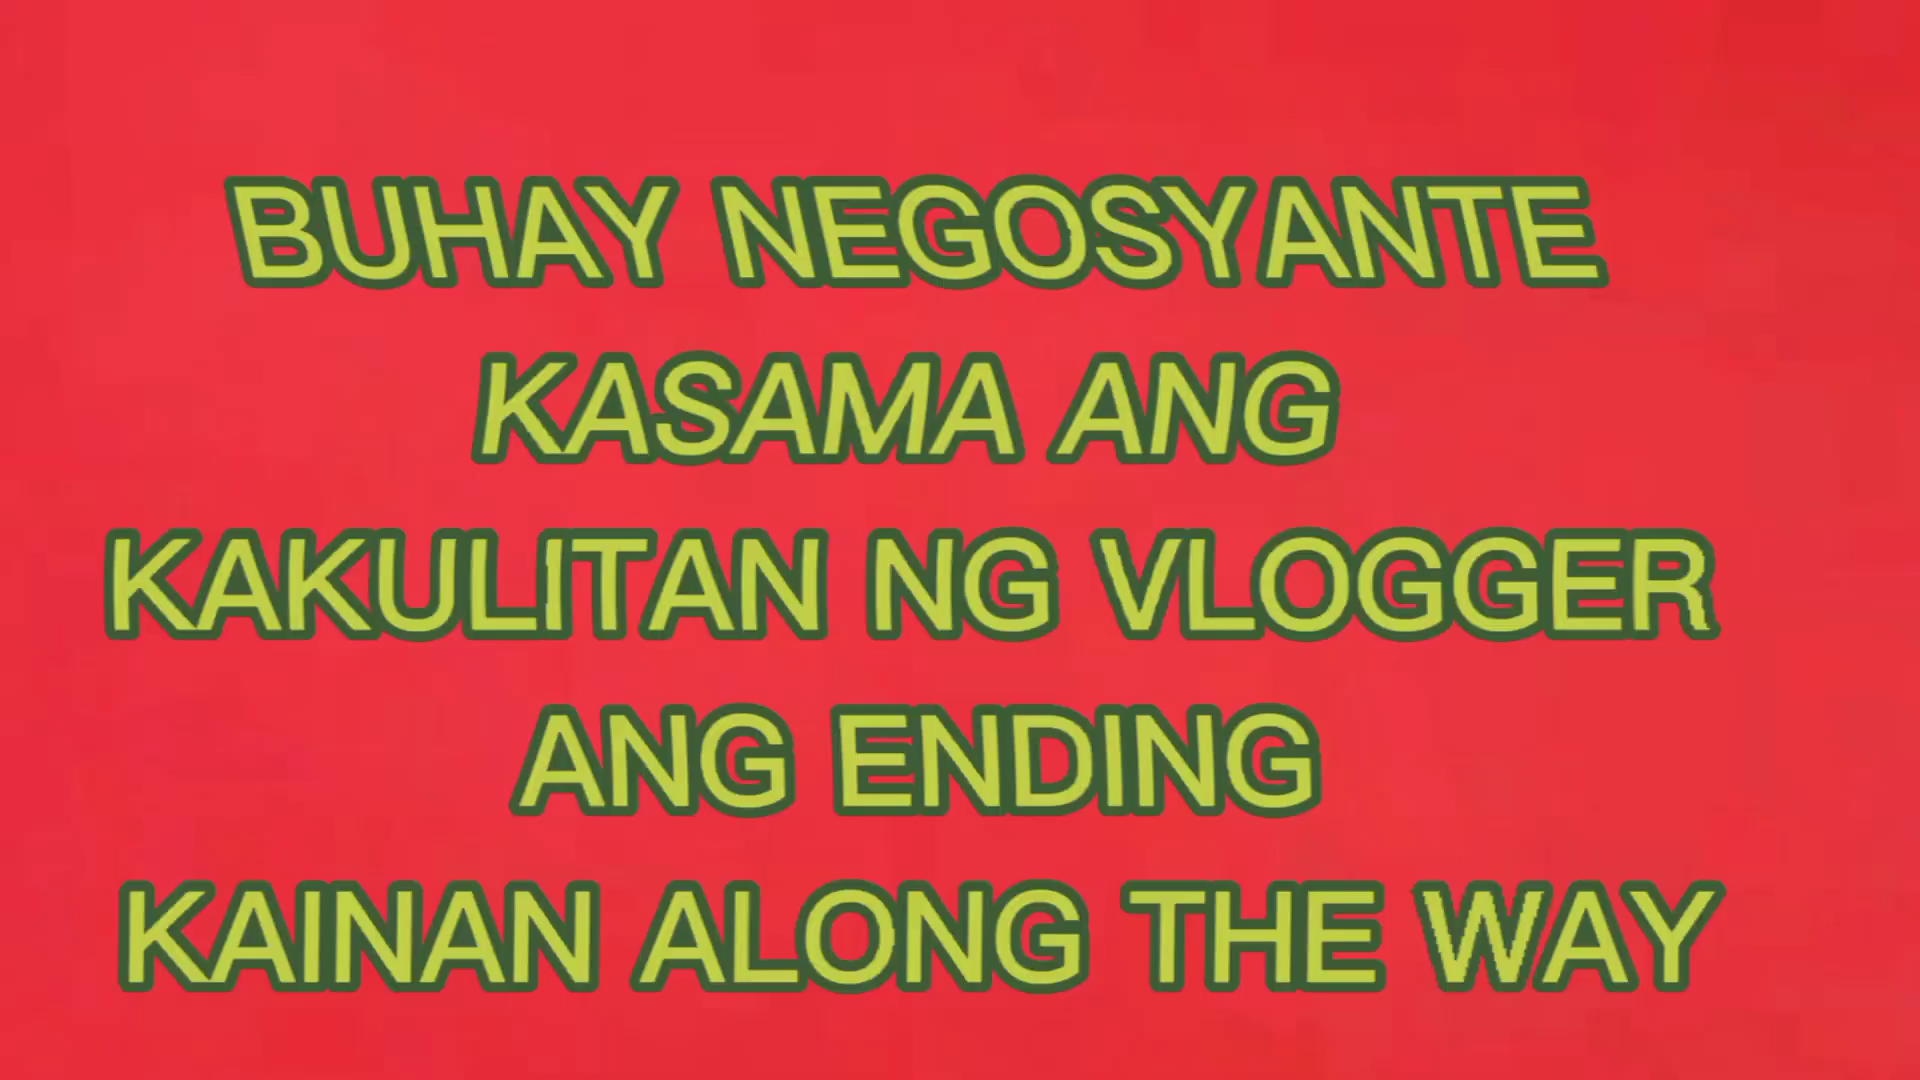 BUHAY NEGOSYANTE
KASAMA ANG
KAKULITAN NG VLOGGER
ANG ENDING
KAINAN ALONG THE WAY